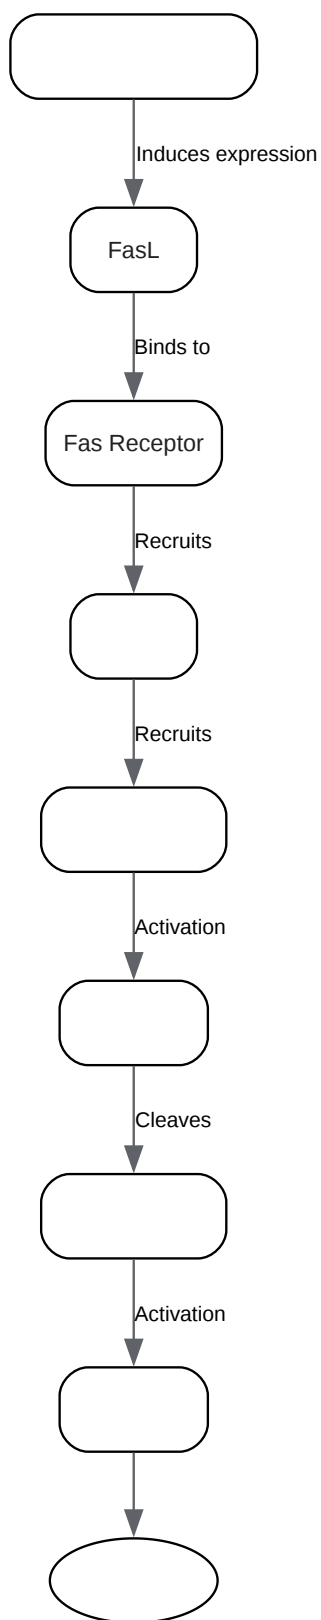 Induces expression
FasL
Binds to
Fas Receptor
Recruits
Recruits
Activation
Cleaves
Activation